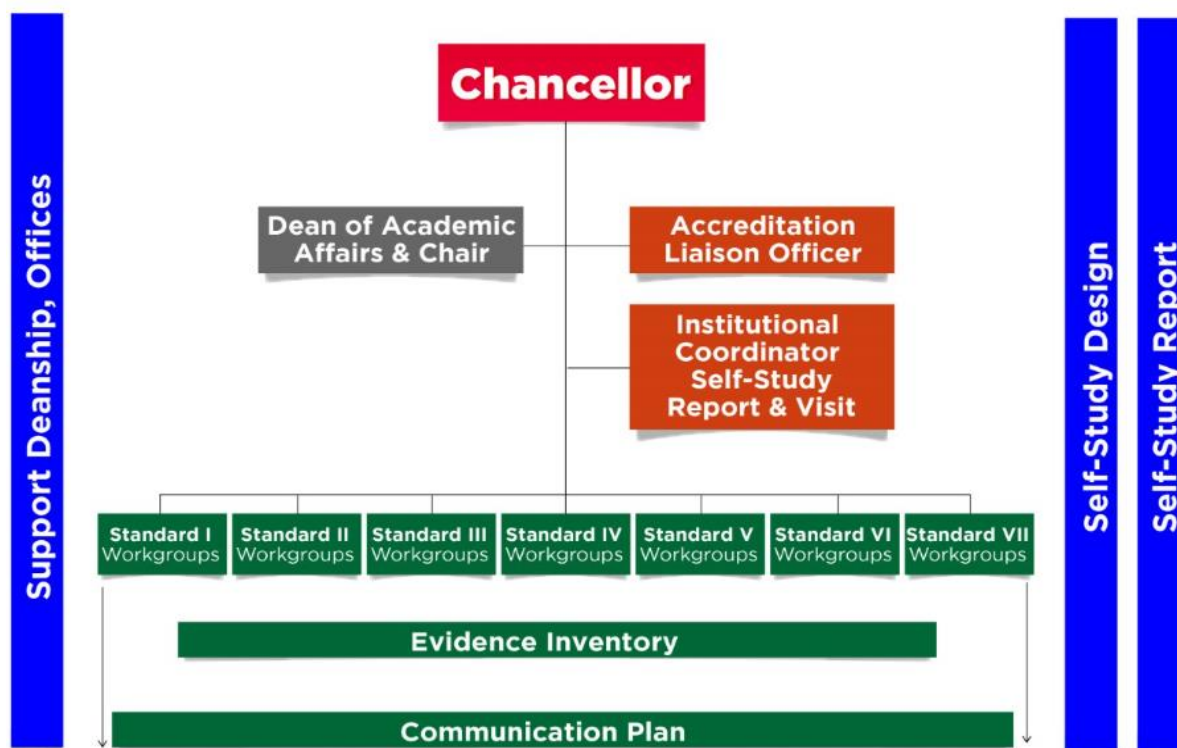 Support Deanship, Offices
Chancellor
Dean of Academic
Affairs & Chair
Accreditation
Liaison Officer
Institutional
Coordinator
Self-Study
Report & Visit
Standard I
Workgroups
Standard II
Workgroups
Standard III
Workgroups
Standard IV
Workgroups
Standard V
Workgroups
Standard VI
Workgroups
Standard VII
Workgroups
Evidence Inventory
Communication Plan
Self-Study Design
Self-Study Report